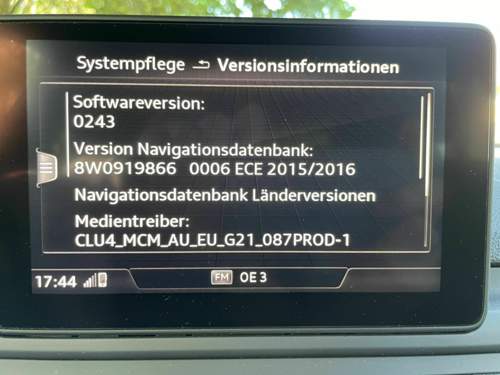 Systempflege Versionsinformationen
Softwareversion:
0243
Version Navigationsdatenbank:
8W0919866 0006 ECE 2015/2016
Navigationsdatenbank Länderversionen
Medientreiber:
CLU4_MCM_AU_EU_G21_087PROD-1
17:44 FM OE 3